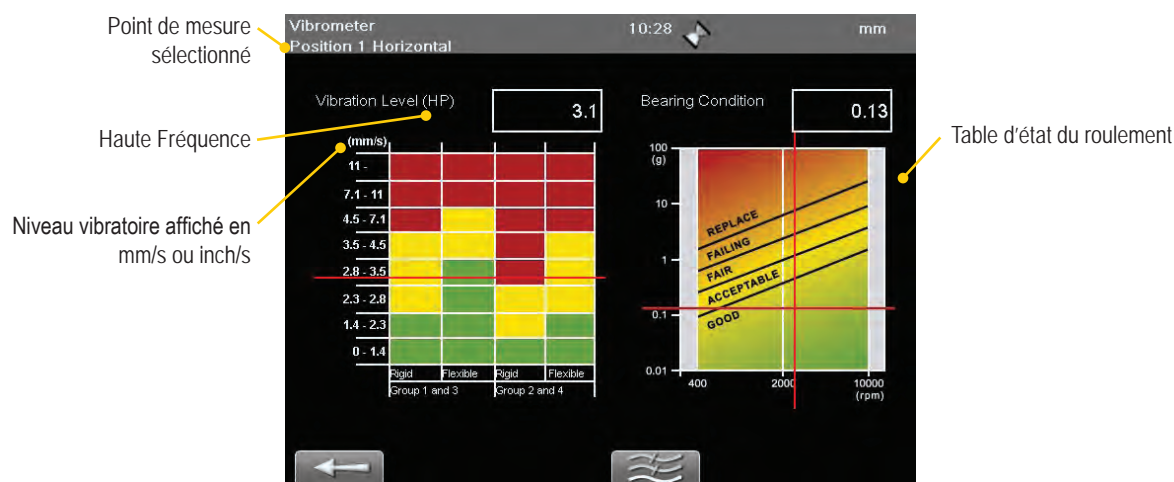 Point de mesure
sélectionné
Haute Fréquence
Niveau vibratoire affiché en
mm/s ou inch/s
Vibrometer
Position 1 Horizontal
10:28
mm
Vibration Level (HP)
3.1
(mm/s)
11 -
7.1 - 11
4.5 - 7.1
3.5 - 4.5
2.8 - 3.5
2.3 - 2.8
1.4 - 2.3
0 - 1.4
Rigid Flexible Rigid Flexible
Group 1 and 3 Group 2 and 4
Bearing Condition
0.13
100
(g)
10
1
0.1
0.01
REPLACE
FAILING
FAIR
ACCEPTABLE
GOOD
400 2000 10000
(rpm)
Table d'état du roulement